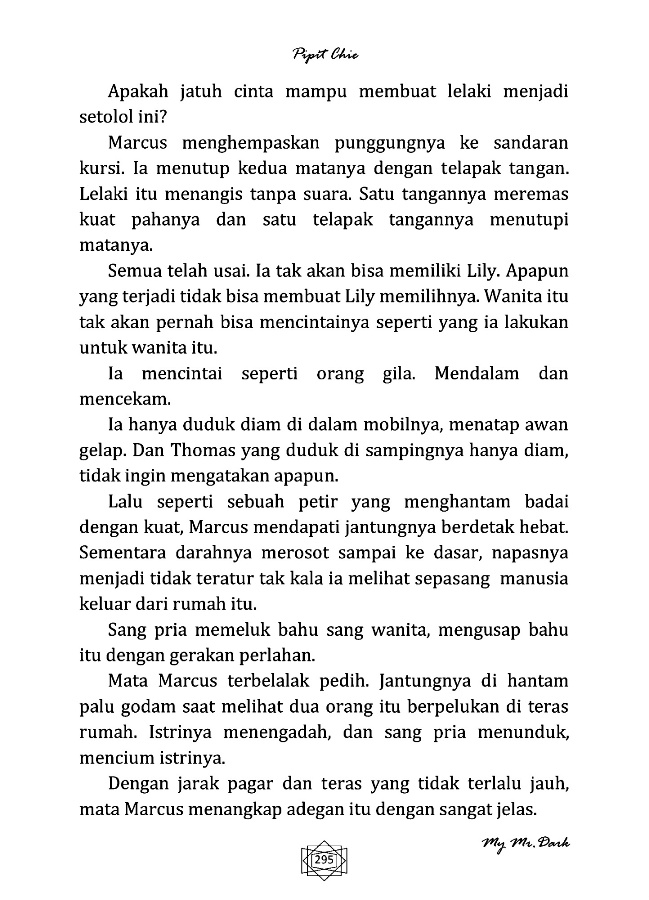 Pipit Chie
Apakah jatuh cinta mampu membuat lelaki menjadi
setolol ini?
Marcus menghempaskan punggungnya ke sandaran
kursi. Ia menutup kedua matanya dengan telapak tangan.
Lelaki itu menangis tanpa suara. Satu tangannya meremas
kuat pahanya dan satu telapak tangannya menutupi
matanya.
Semua telah usai. Ia tak akan bisa memiliki Lily. Apapun
yang terjadi tidak bisa membuat Lily memilihnya. Wanita itu
tak akan pernah bisa mencintainya seperti yang ia lakukan
untuk wanita itu.
Ia mencintai seperti orang gila. Mendalam dan
mencekam.
Ia hanya duduk diam di dalam mobilnya, menatap awan
gelap. Dan Thomas yang duduk di sampingnya hanya diam,
tidak ingin mengatakan apapun.
Lalu seperti sebuah petir yang menghantam badai
dengan kuat, Marcus mendapati jantungnya berdetak hebat.
Sementara darahnya merosot sampai ke dasar, napasnya
menjadi tidak teratur tak kala ia melihat sepasang manusia
keluar dari rumah itu.
Sang pria memeluk bahu sang wanita, mengusap bahu
itu dengan gerakan perlahan.
Mata Marcus terbelalak pedih. Jantungnya di hantam
palu godam saat melihat dua orang itu berpelukan di teras
rumah. Istrinya menengadah, dan sang pria menunduk,
mencium istrinya.
Dengan jarak pagar dan teras yang tidak terlalu jauh,
mata Marcus menangkap adegan itu dengan sangat jelas.
My Mr. Dark
295